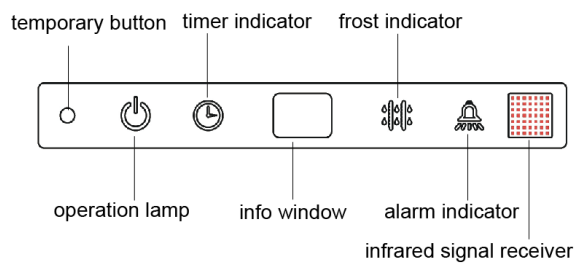 temporary button
timer indicator
frost indicator
operation lamp
info window
alarm indicator
infrared signal receiver